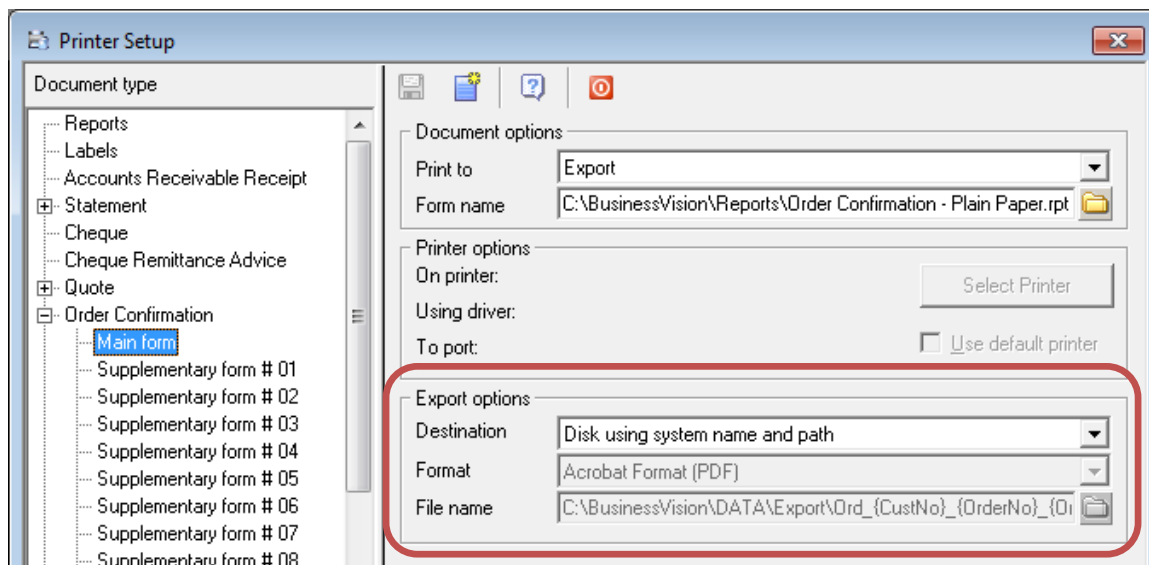 Printer Setup
Document type
Reports
Labels
Accounts Receivable Receipt
Statement
Cheque
Cheque Remittance Advice
Quote
Order Confirmation
Main form
Supplementary form # 01
Supplementary form # 02
Supplementary form # 03
Supplementary form # 04
Supplementary form # 05
Supplementary form # 06
Supplementary form # 07
Supplementary form # 08
Document options
Print to Export
Form name C:\BusinessVision\Reports\Order Confirmation - Plain Paper.rpt
Printer options
On printer: Select Printer
Using driver:
To port: Use default printer
Export options
Destination Disk using system name and path
Format Acrobat Format (PDF)
File name C:\BusinessVision\DATA\Export\Ord_{CustNo}_{OrderNo}_{